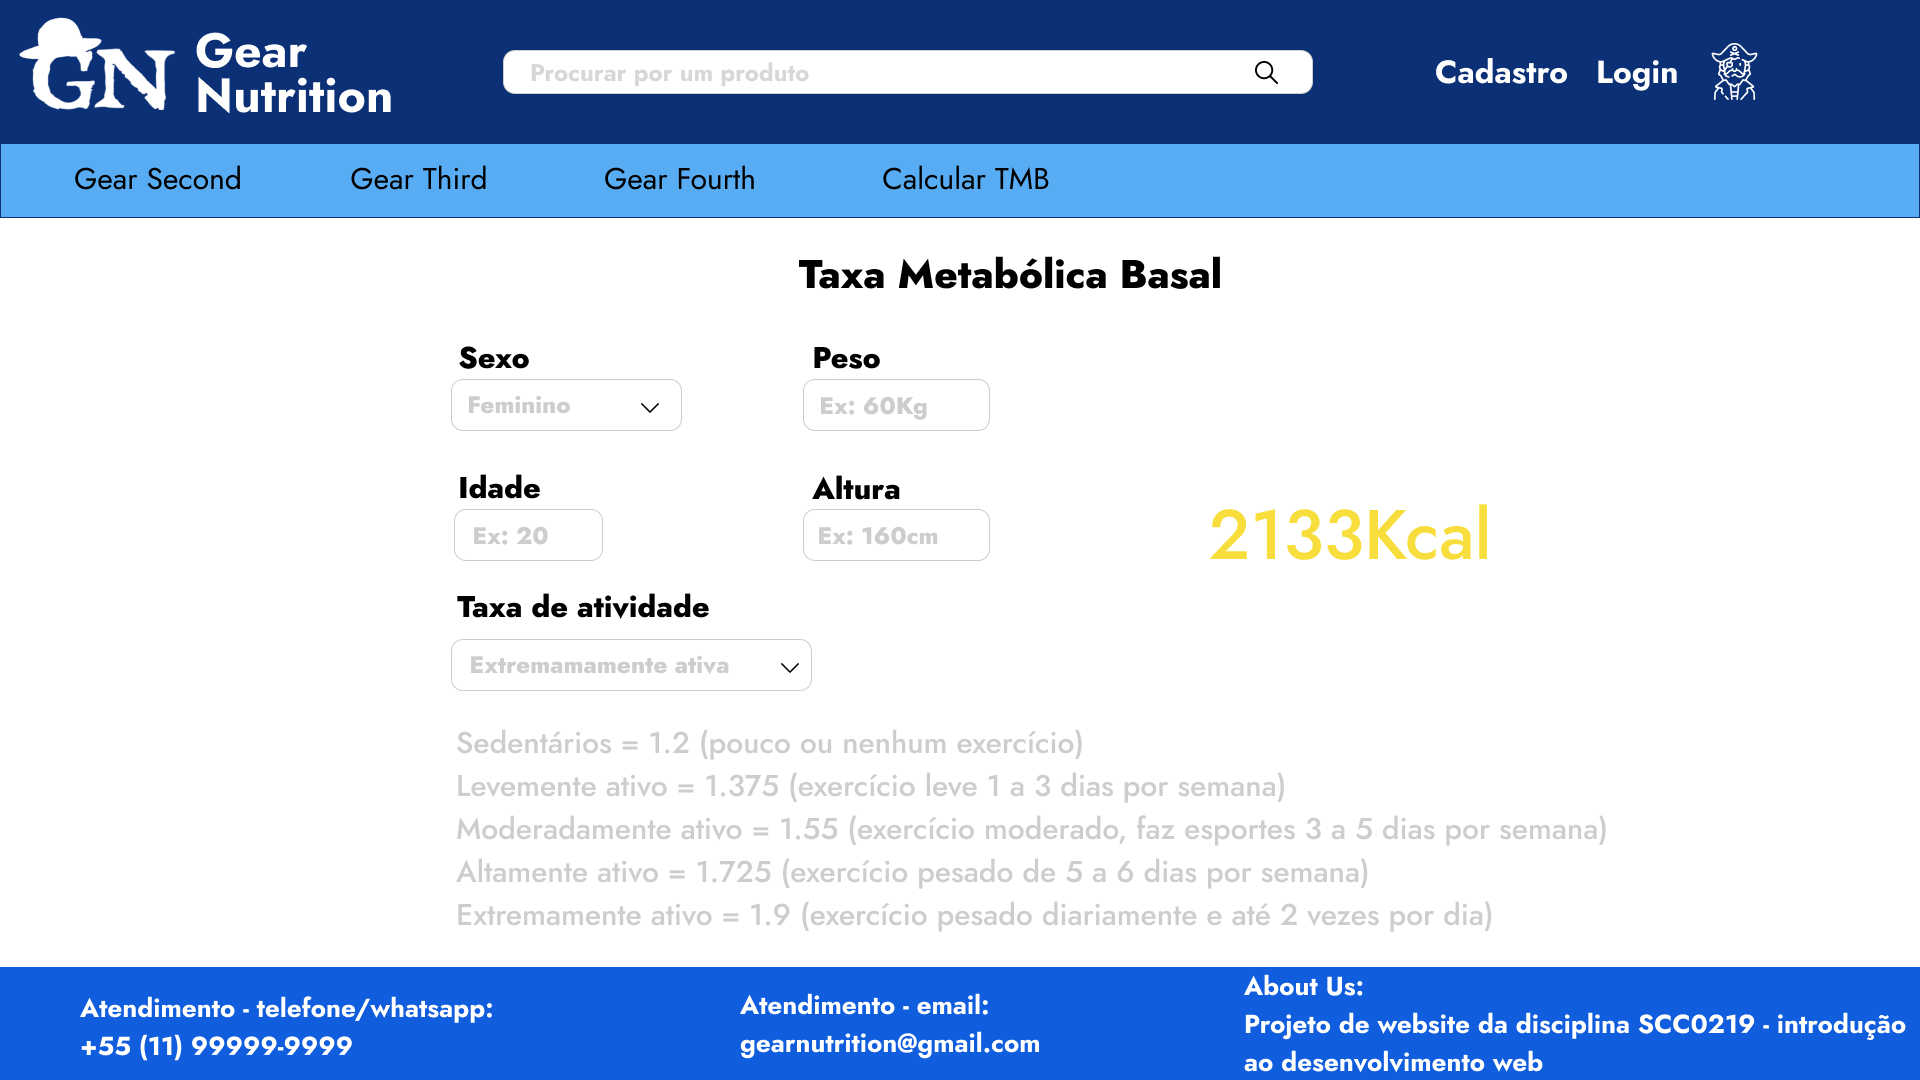 GN
Gear
Nutrition
Procurar por um produto
Cadastro
Login
Gear Second
Gear Third
Gear Fourth
Calcular TMB
Taxa Metabólica Basal
Sexo
Feminino
Peso
Ex: 60Kg
Idade
Ex: 20
Altura
Ex: 160cm
2133Kcal
Taxa de atividade
Extremamamente ativa
Sedentários = 1.2 (pouco ou nenhum exercício)
Levemente ativo = 1.375 (exercício leve 1 a 3 dias por semana)
Moderadamente ativo = 1.55 (exercício moderado, faz esportes 3 a 5 dias por semana)
Altamente ativo = 1.725 (exercício pesado de 5 a 6 dias por semana)
Extremamente ativo = 1.9 (exercício pesado diariamente e até 2 vezes por dia)
Atendimento - telefone/whatsapp:
+55 (11) 99999-9999
Atendimento - email:
gearnutrition@gmail.com
About Us:
Projeto de website da disciplina SCC0219 - introdução
ao desenvolvimento web